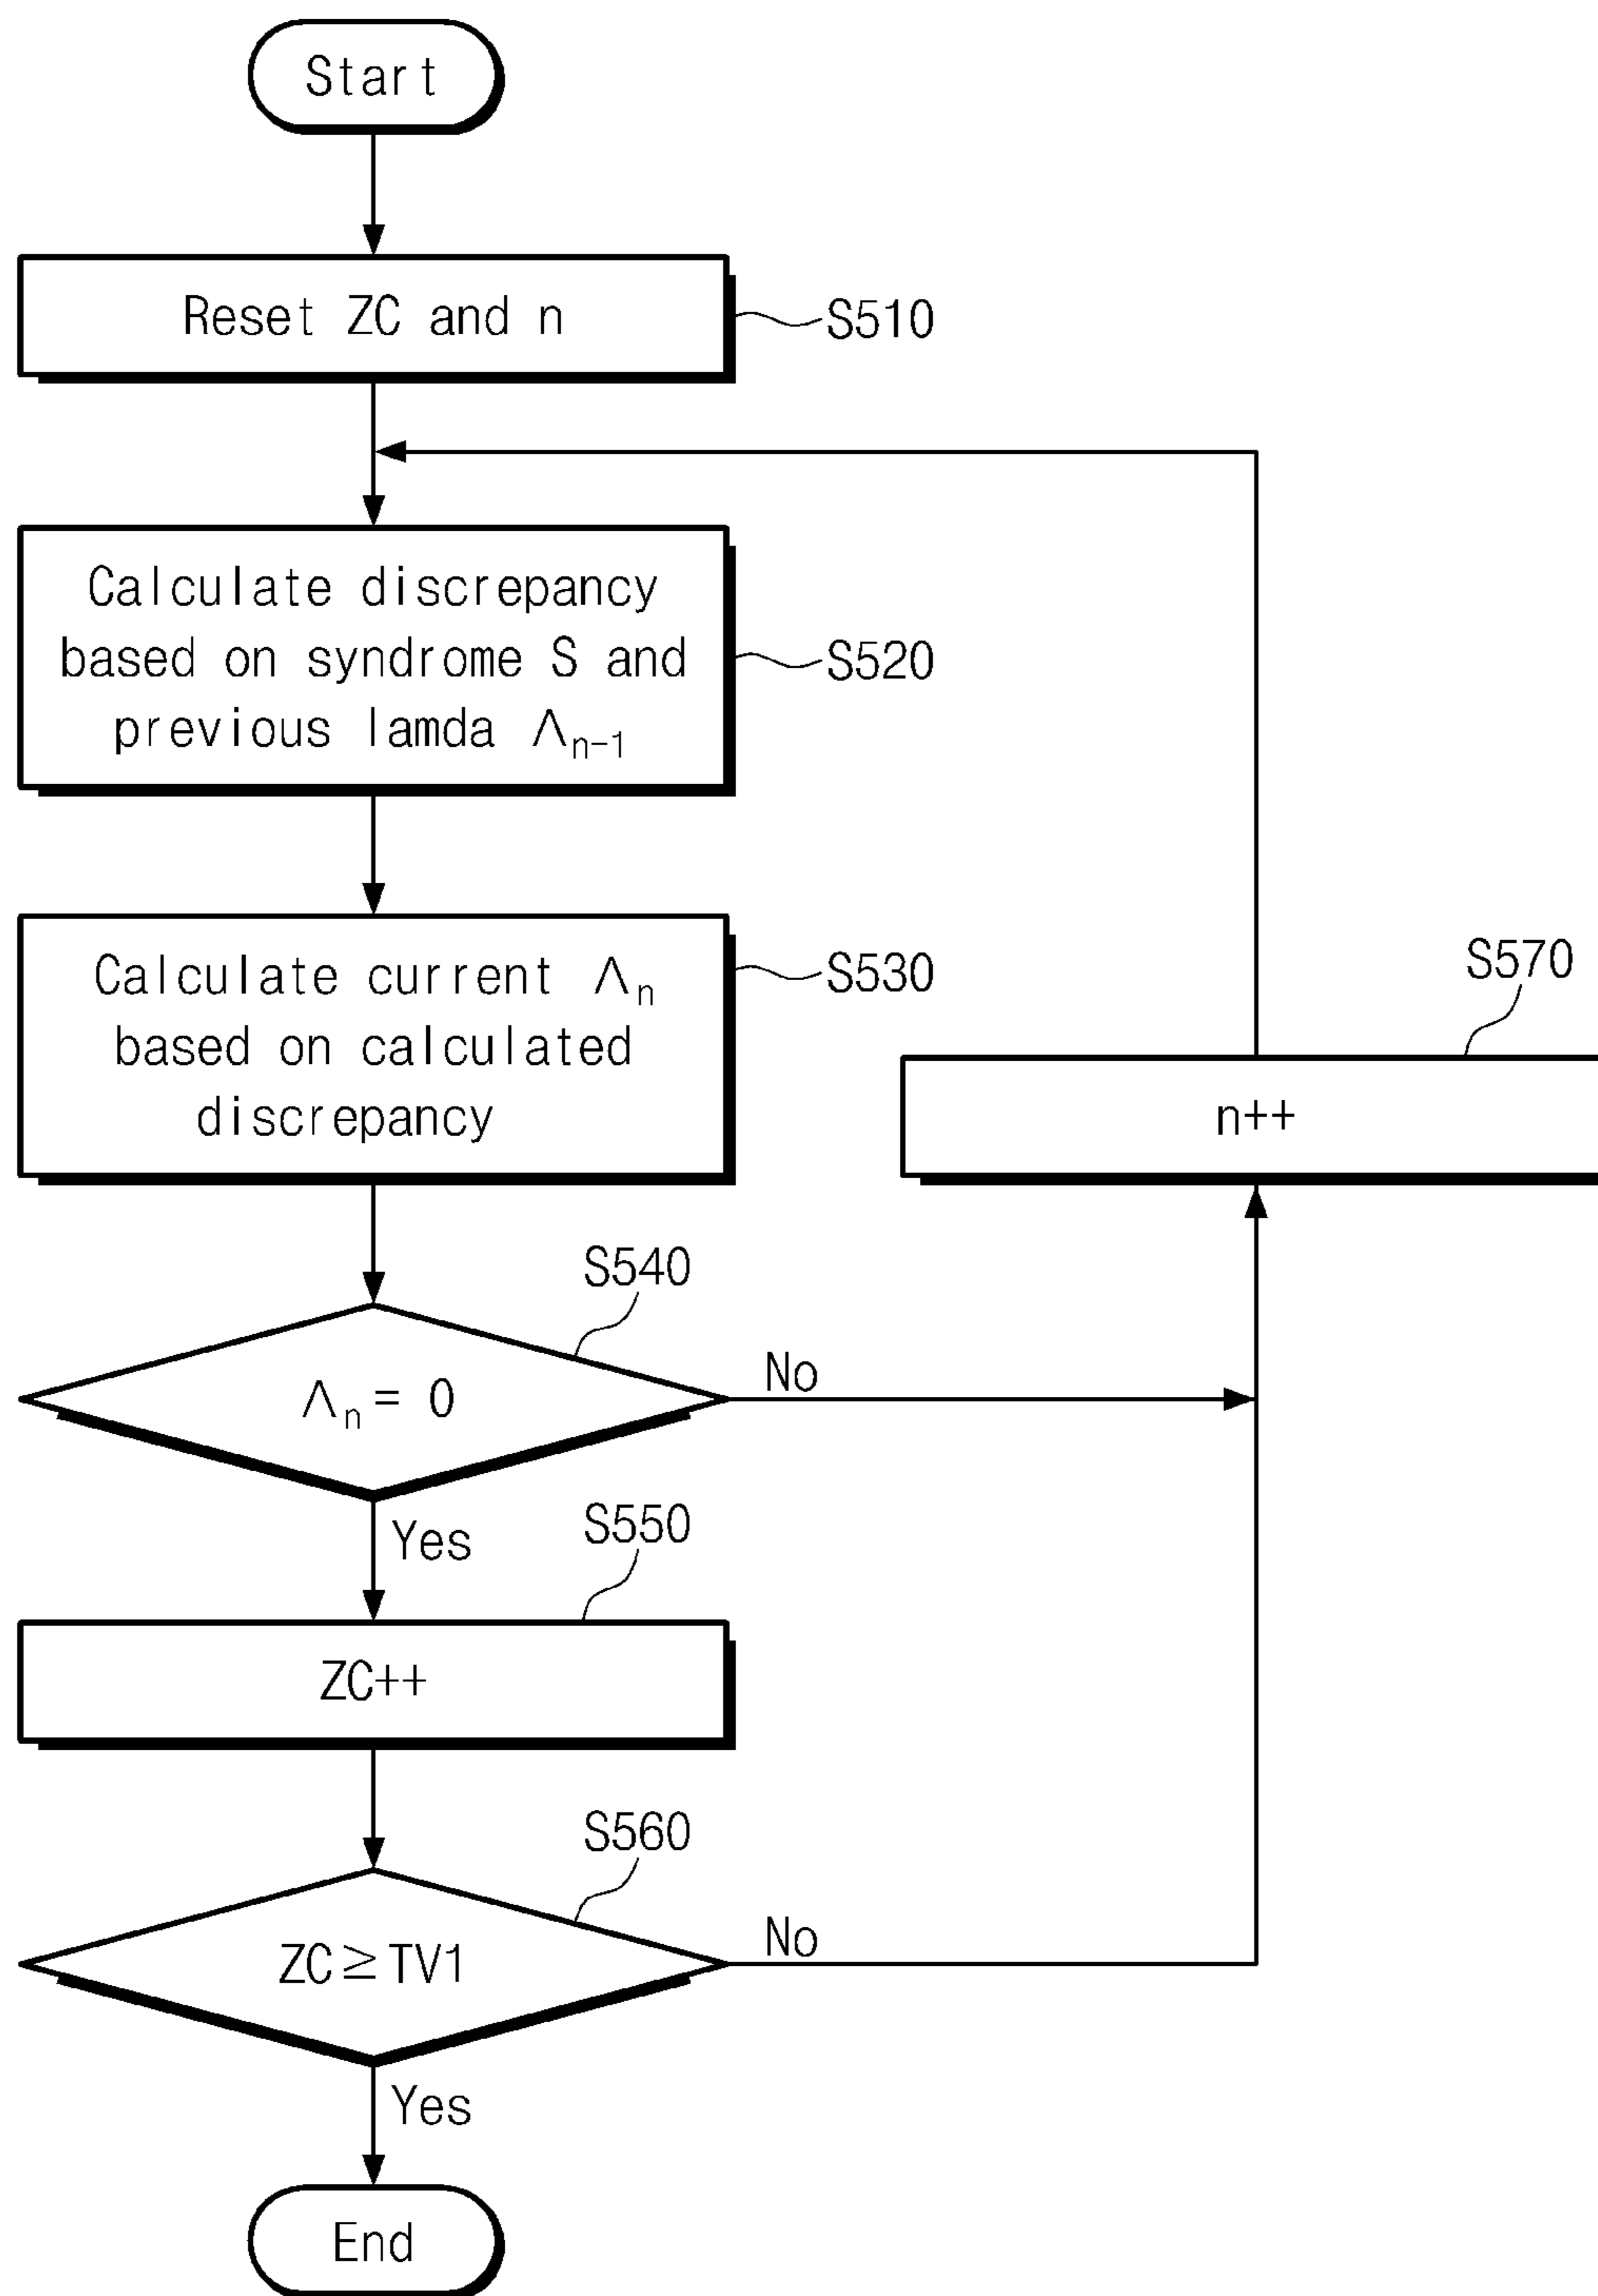 Start
Reset ZC and n
S510
Calculate discrepancy
based on syndrome S and
previous lamda Λn-1
S520
Calculate current Λn
based on calculated
discrepancy
S530
S570
n++
S540
Λn = 0
No
Yes
S550
ZC++
S560
ZC≥TV1
No
Yes
End